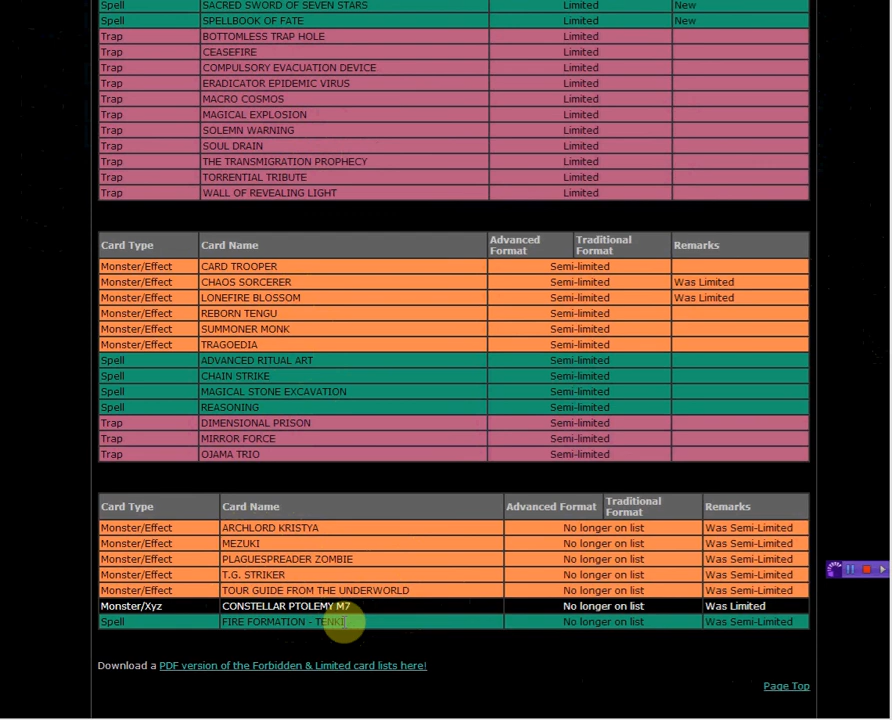 Spell SACRED SWORD OF SEVEN STARS Limited New
Spell SPELLBOOK OF FATE Limited New
Trap BOTTOMLESS TRAP HOLE Limited
Trap CEASEFIRE Limited
Trap COMPULSORY EVACUATION DEVICE Limited
Trap ERADICATOR EPIDEMIC VIRUS Limited
Trap MACRO COSMOS Limited
Trap MAGICAL EXPLOSION Limited
Trap SOLEMN WARNING Limited
Trap SOUL DRAIN Limited
Trap THE TRANSMIGRATION PROPHECY Limited
Trap TORRENTIAL TRIBUTE Limited
Trap WALL OF REVEALING LIGHT Limited
Card Type Card Name Advanced Format Traditional Format Remarks
Monster/Effect CARD TROOPER Semi-limited
Monster/Effect CHAOS SORCERER Semi-limited Was Limited
Monster/Effect LONEFIRE BLOSSOM Semi-limited Was Limited
Monster/Effect REBORN TENGU Semi-limited
Monster/Effect SUMMONER MONK Semi-limited
Monster/Effect TRAGOEDIA Semi-limited
Spell ADVANCED RITUAL ART Semi-limited
Spell CHAIN STRIKE Semi-limited
Spell MAGICAL STONE EXCAVATION Semi-limited
Spell REASONING Semi-limited
Trap DIMENSIONAL PRISON Semi-limited
Trap MIRROR FORCE Semi-limited
Trap OJAMA TRIO Semi-limited
Card Type Card Name Advanced Format Traditional Format Remarks
Monster/Effect ARCHLORD KRISTYA No longer on list Was Semi-Limited
Monster/Effect MEZUKI No longer on list Was Semi-Limited
Monster/Effect PLAGUESPREADER ZOMBIE No longer on list Was Semi-Limited
Monster/Effect T.G. STRIKER No longer on list Was Semi-Limited
Monster/Effect TOUR GUIDE FROM THE UNDERWORLD No longer on list Was Semi-Limited
Monster/Xyz CONSTELLAR PTOLEMY M7 No longer on list Was Limited
Spell FIRE FORMATION - TENKI No longer on list Was Semi-Limited
Download a PDF version of the Forbidden & Limited card lists here!
Page Top